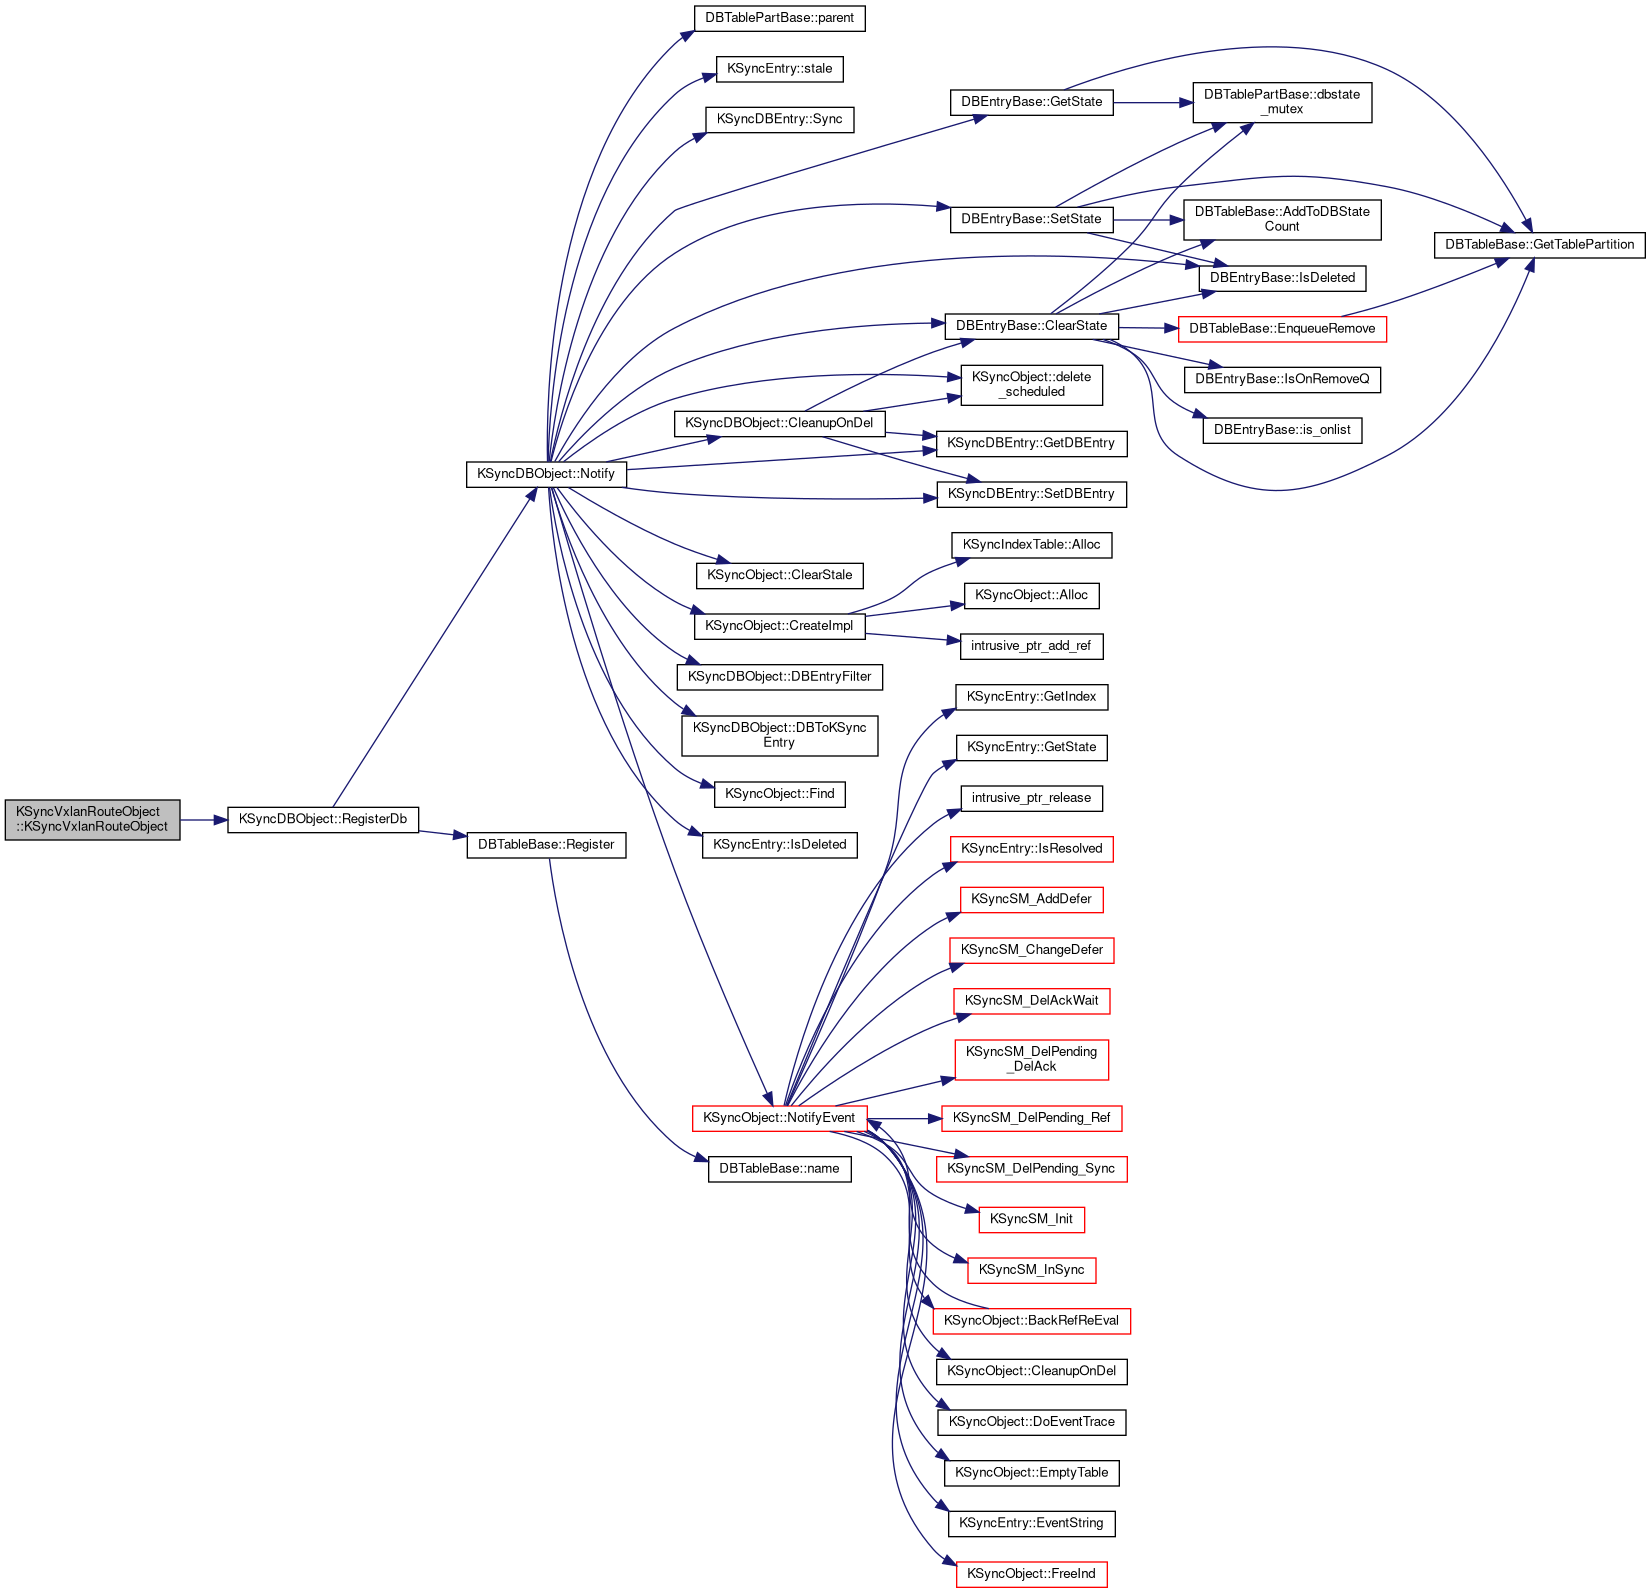 DBTablePartBase::parent
KSyncEntry::stale
KSyncDBEntry::Sync
DBEntryBase::GetState
DBTablePartBase::dbstate
_mutex
DBEntryBase::SetState
DBTableBase::AddToDBState
Count
DBTableBase::GetTablePartition
DBEntryBase::IsDeleted
DBEntryBase::ClearState
DBTableBase::EnqueueRemove
DBEntryBase::IsOnRemoveQ
DBEntryBase::is_onlist
KSyncObject::delete
_scheduled
KSyncDBObject::CleanupOnDel
KSyncDBEntry::GetDBEntry
KSyncDBObject::Notify
KSyncDBEntry::SetDBEntry
KSyncIndexTable::Alloc
KSyncObject::ClearStale
KSyncObject::Alloc
KSyncObject::CreateImpl
intrusive_ptr_add_ref
KSyncDBObject::DBEntryFilter
KSyncEntry::GetIndex
KSyncDBObject::DBToKSync
Entry
KSyncEntry::GetState
KSyncObject::Find
intrusive_ptr_release
KSyncVxlanRouteObject
::KSyncVxlanRouteObject
KSyncDBObject::RegisterDb
DBTableBase::Register
KSyncEntry::IsDeleted
KSyncEntry::IsResolved
KSyncSM_AddDefer
KSyncSM_ChangeDefer
KSyncSM_DelAckWait
KSyncSM_DelPending
_DelAck
KSyncObject::NotifyEvent
KSyncSM_DelPending_Ref
DBTableBase::name
KSyncSM_DelPending_Sync
KSyncSM_Init
KSyncSM_InSync
KSyncObject::BackRefReEval
KSyncObject::CleanupOnDel
KSyncObject::DoEventTrace
KSyncObject::EmptyTable
KSyncEntry::EventString
KSyncObject::FreeInd